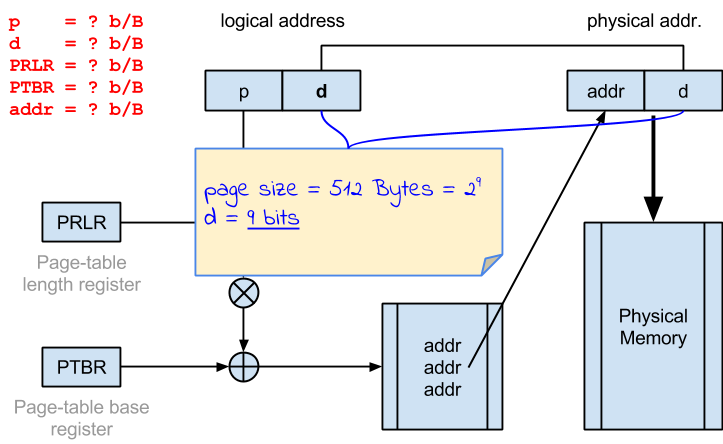 p = ? b/B
d = ? b/B
PRLR = ? b/B
PTBR = ? b/B
addr = ? b/B
logical address
physical addr.
p
d
addr
d
page size = 512 Bytes = 2⁹
d = 9 bits
PRLR
Page-table
length register
PTBR
Page-table base
register
addr
addr
addr
Physical
Memory